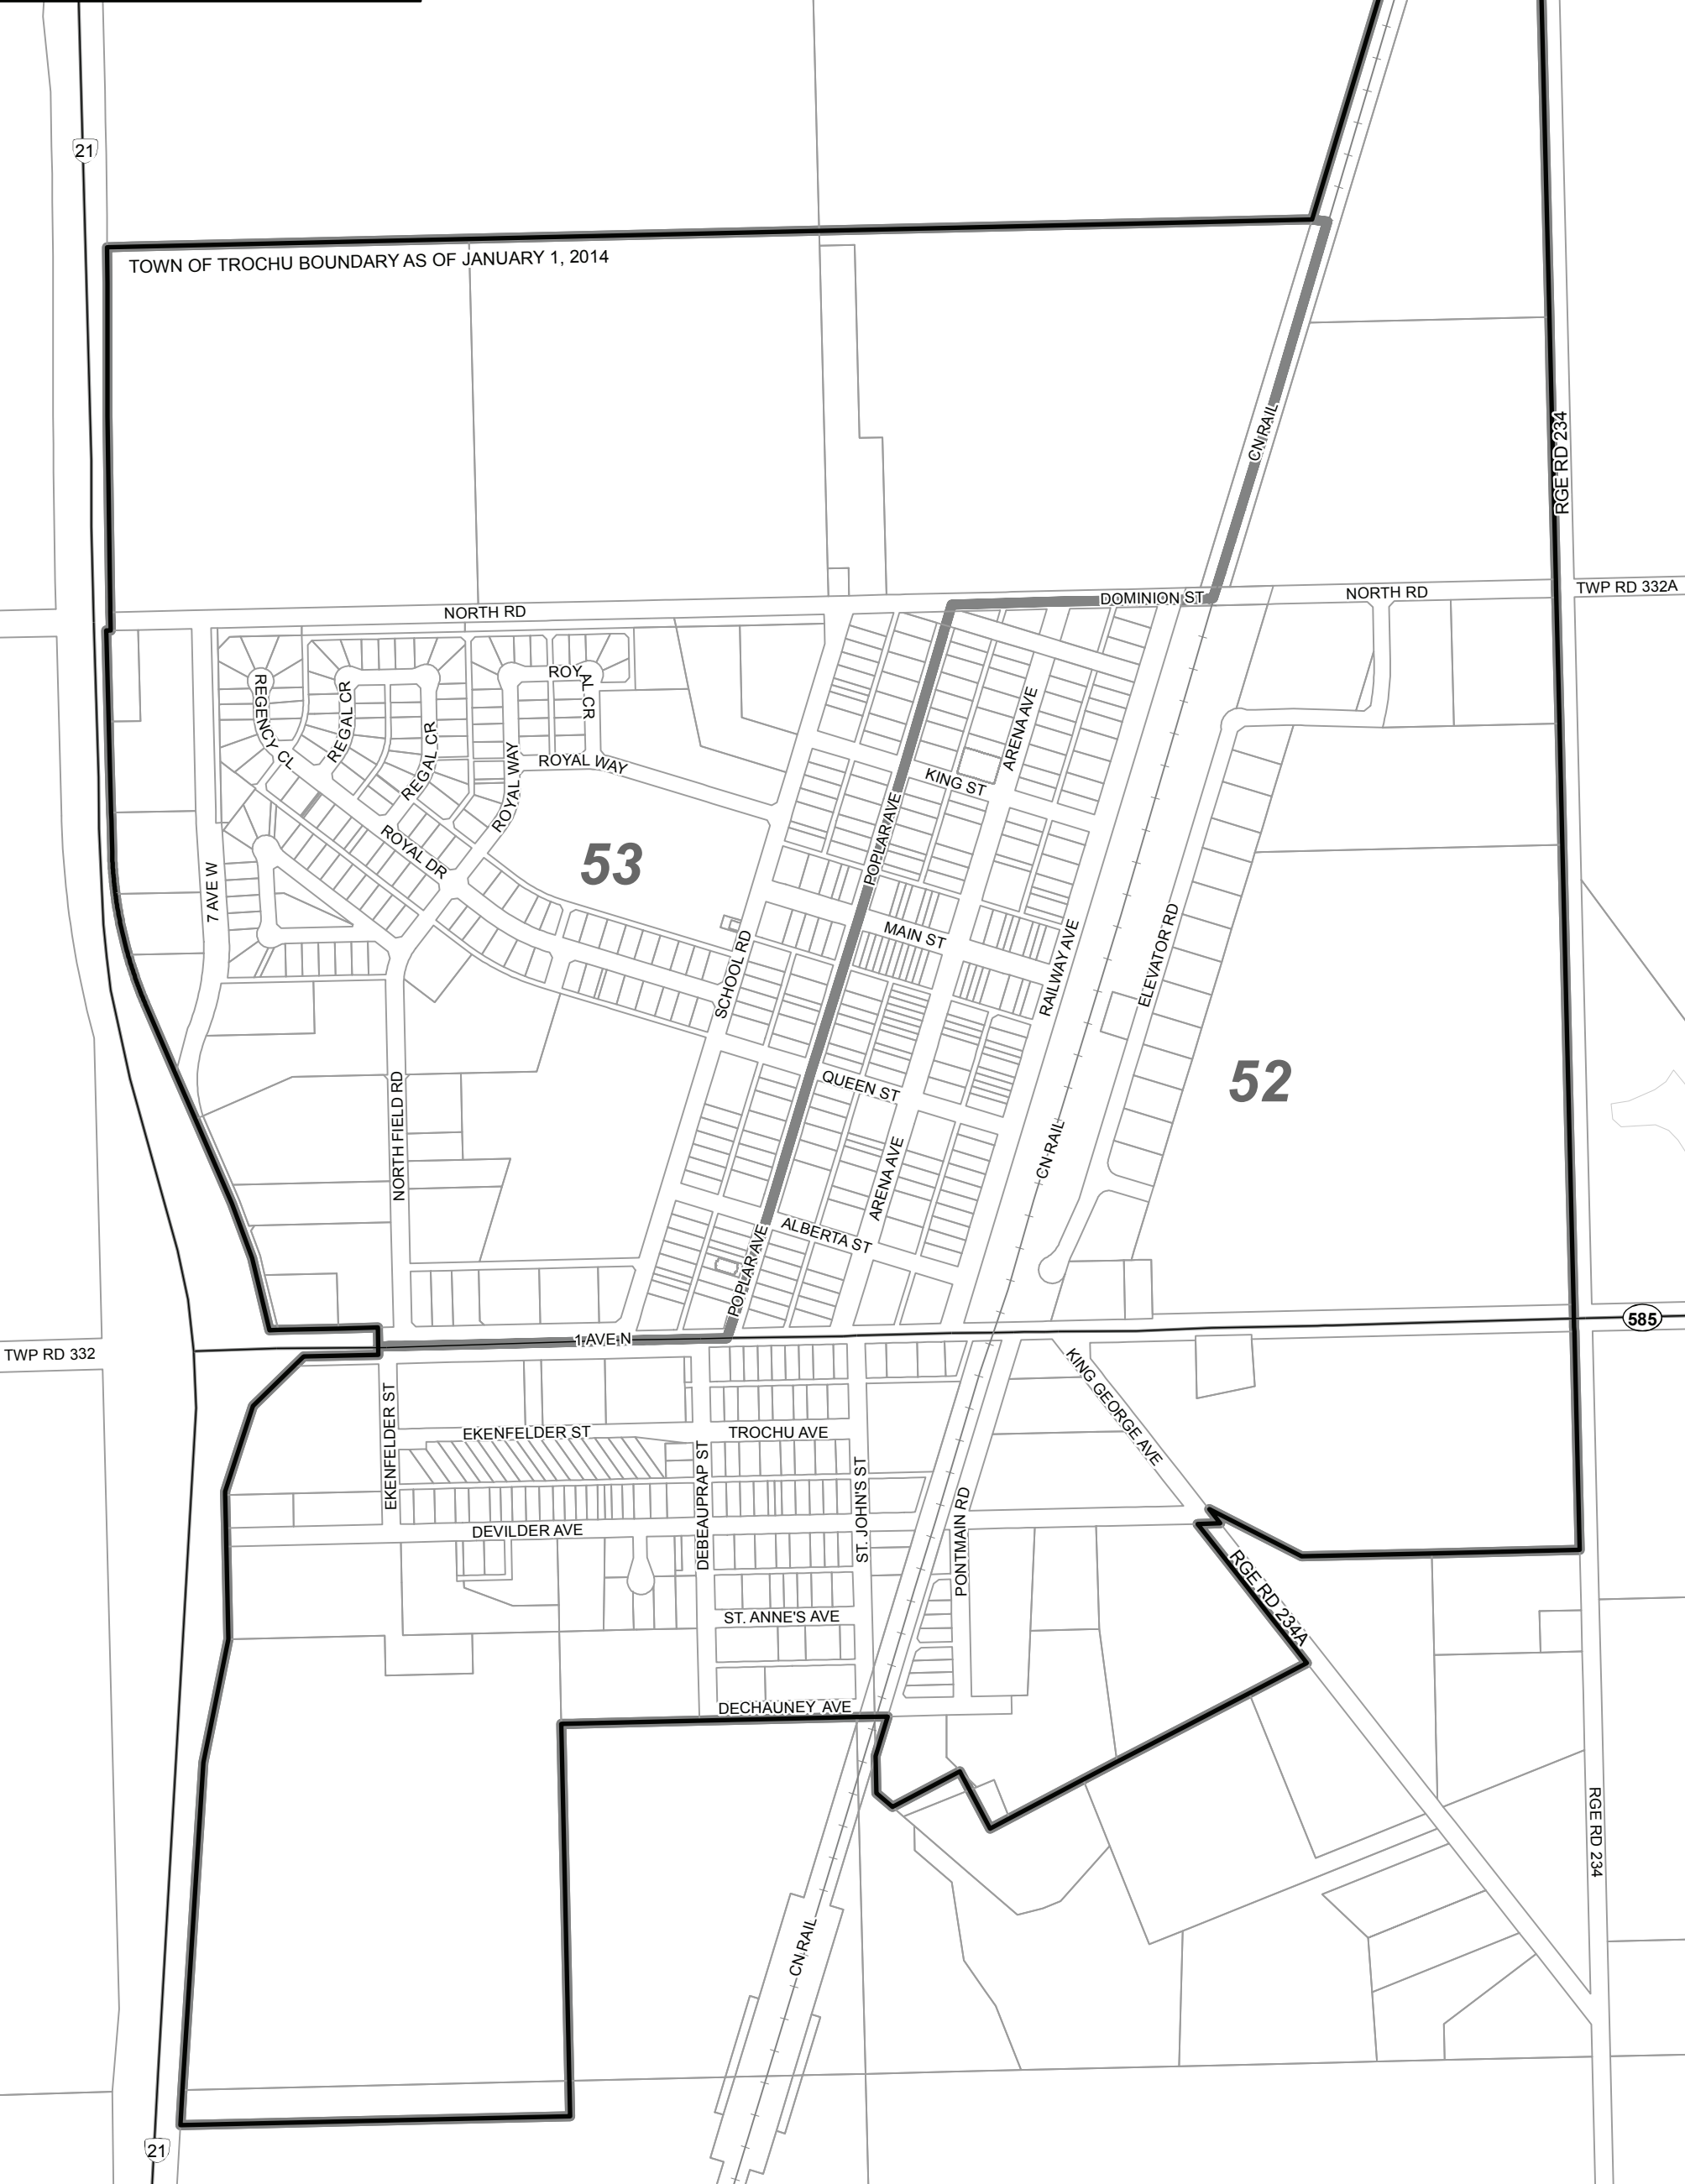 21
TOWN OF TROCHU BOUNDARY AS OF JANUARY 1, 2014
CN RAIL
RGE RD 234
TWP RD 332A
NORTH RD
DOMINION ST
NORTH RD
REGENCY CL
REGAL CR
REGAL CR
ROYAL CR
ROYAL WAY
ROYAL WAY
ARENA AVE
KING ST
POPLAR AVE
ROYAL DR
53
7 AVE W
MAIN ST
SCHOOL RD
RAILWAY AVE
ELEVATOR RD
52
QUEEN ST
NORTH FIELD RD
ARENA AVE
CN RAIL
ALBERTA ST
POPLAR AVE
585
1 AVE N
TWP RD 332
KING GEORGE AVE
EKENFELDER ST
EKENFELDER ST
TROCHU AVE
DEBEAUPRAP ST
ST. JOHN'S ST
PONTMAIN RD
DEVILDER AVE
RGE RD 234A
ST. ANNE'S AVE
DECHAUNEY AVE
RGE RD 234
CN RAIL
21